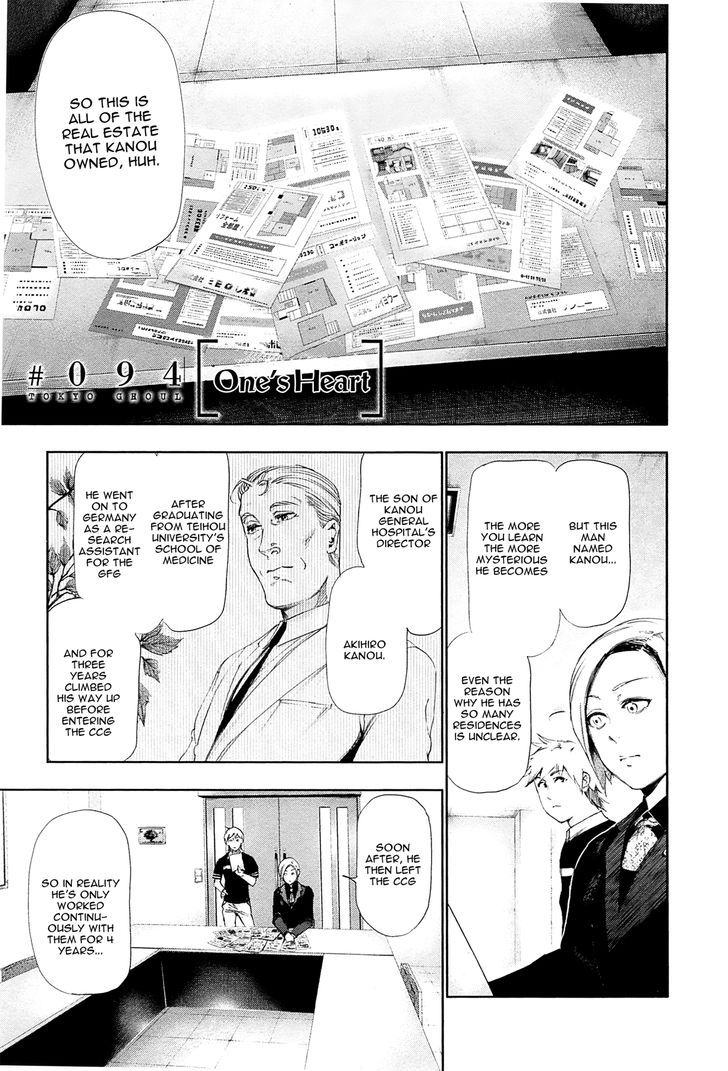 SO THIS IS
ALL OF THE
REAL ESTATE
THAT KANOU
OWNED, HUH.
#094
TOKYO GHOUL
One's Heart
BUT THIS
MAN
NAMED
KANOU...
THE MORE
YOU LEARN
THE MORE
MYSTERIOUS
HE BECOMES
EVEN THE
REASON
WHY HE HAS
SO MANY
RESIDENCES
IS UNCLEAR.
THE SON OF
KANOU
GENERAL
HOSPITAL'S
DIRECTOR
AKIHIRO
KANOU.
AFTER
GRADUATING
FROM TEIHOU
UNIVERSITY'S
SCHOOL OF
MEDICINE
HE WENT
ON TO
GERMANY
AS A RE-
SEARCH
ASSISTANT
FOR THE
GFG
AND FOR
THREE
YEARS
CLIMBED
HIS WAY UP
BEFORE
ENTERING
THE CCG
SOON
AFTER, HE
THEN LEFT
THE CCG
SO IN REALITY
HE'S ONLY
WORKED
CONTINU-
OUSLY WITH
THEM FOR 4
YEARS...